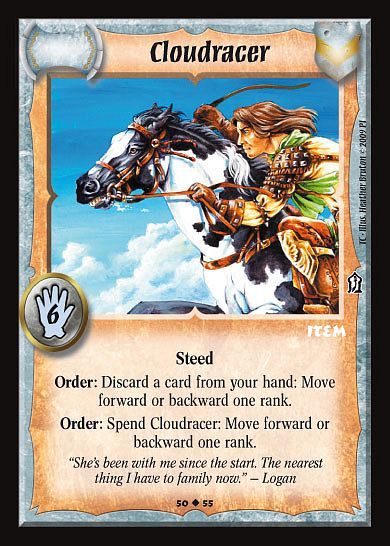 Cloudracer
TC · Illus. Heather Bruton © 2009 P1
6
ITEM
Steed
Order: Discard a card from your hand: Move
forward or backward one rank.
Order: Spend Cloudracer: Move forward or
backward one rank.
“She’s been with me since the start. The nearest
thing I have to family now.” – Logan
50 ◆ 55